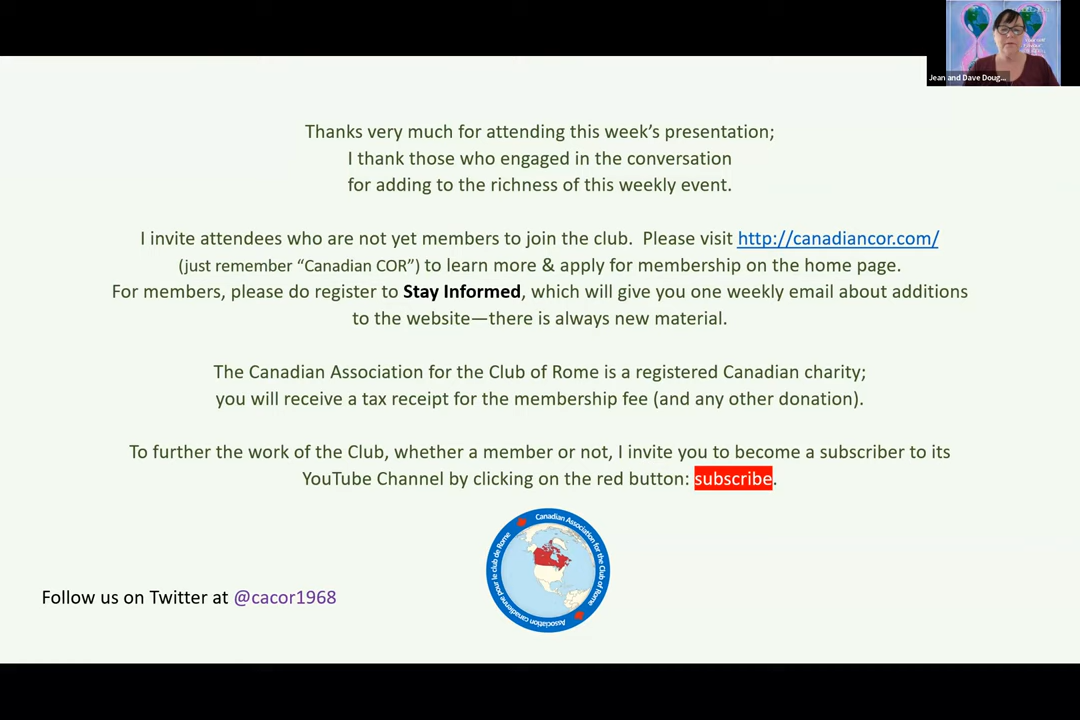 Jean and Dave Doug...
Thanks very much for attending this week's presentation;
I thank those who engaged in the conversation
for adding to the richness of this weekly event.
I invite attendees who are not yet members to join the club.  Please visit http://canadiancor.com/
(just remember “Canadian COR”) to learn more & apply for membership on the home page.
For members, please do register to Stay Informed, which will give you one weekly email about additions
to the website—there is always new material.
The Canadian Association for the Club of Rome is a registered Canadian charity;
you will receive a tax receipt for the membership fee (and any other donation).
To further the work of the Club, whether a member or not, I invite you to become a subscriber to its
YouTube Channel by clicking on the red button: subscribe.
Canadian Association for the Club of Rome
Association canadienne pour le club de Rome
Follow us on Twitter at @cacor1968